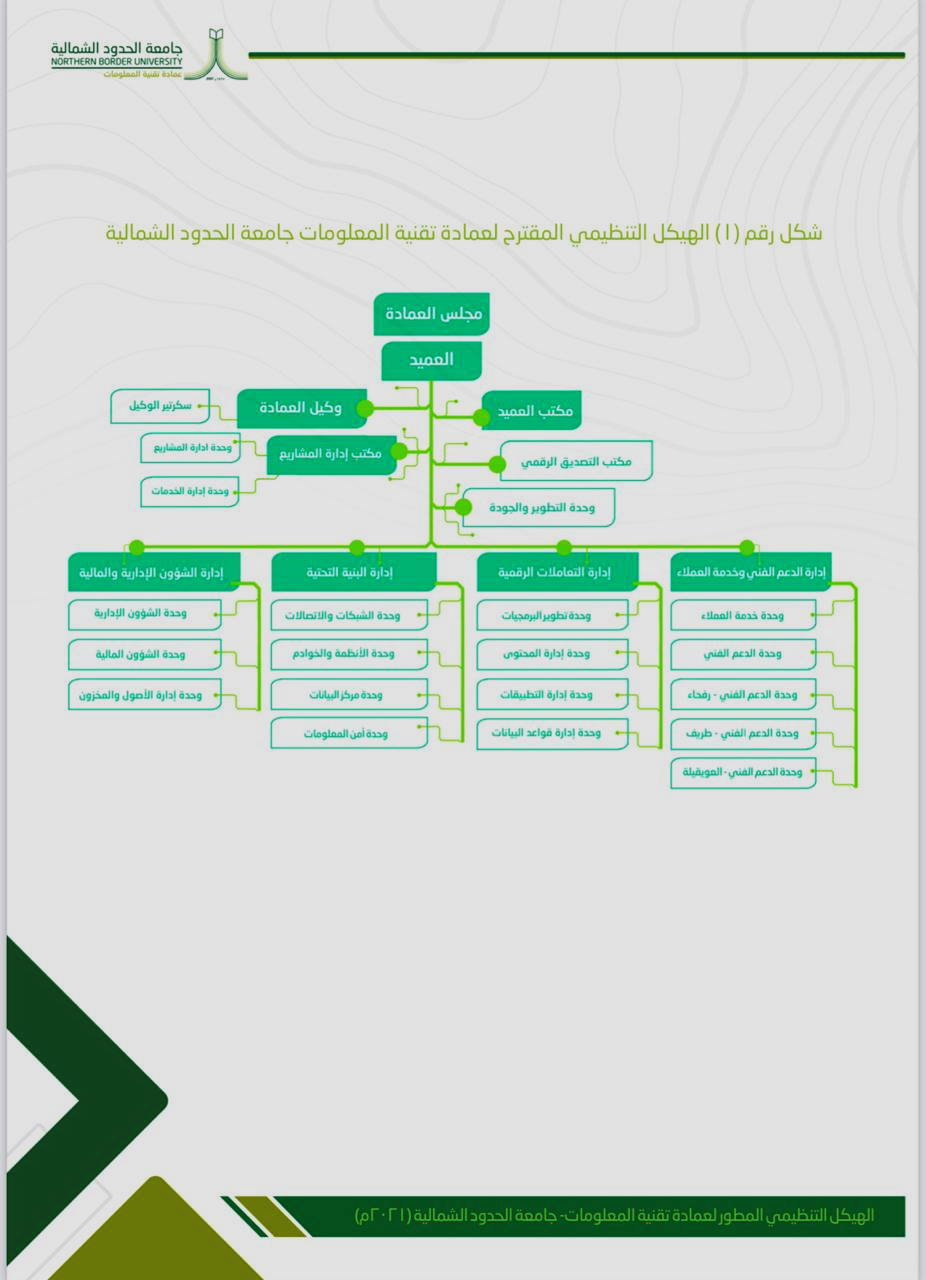 جامعة الحدود الشمالية
NORTHERN BORDER UNIVERSITY
عمادة تقنية المعلومات
شكل رقم (١) الهيكل التنظيمي المقترح لعمادة تقنية المعلومات جامعة الحدود الشمالية
مجلس العمادة
العميد
مكتب العميد
وكيل العمادة
سكرتير الوكيل
مكتب التصديق الرقمي
مكتب إدارة المشاريع
وحدة ادارة المشاريع
وحدة إدارة الخدمات
وحدة التطوير والجودة
إدارة الدعم الفني وخدمة العملاء
وحدة خدمة العملاء
وحدة الدعم الفني
وحدة الدعم الفني - رفحاء
وحدة الدعم الفني - طريف
وحدة الدعم الفني - العويقيلة
إدارة التعاملات الرقمية
وحدة تطوير البرمجيات
وحدة إدارة المحتوى
وحدة إدارة التطبيقات
وحدة إدارة قواعد البيانات
إدارة البنية التحتية
وحدة الشبكات والاتصالات
وحدة الأنظمة والخوادم
وحدة مركز البيانات
وحدة أمن المعلومات
إدارة الشؤون الإدارية والمالية
وحدة الشؤون الإدارية
وحدة الشؤون المالية
وحدة إدارة الأصول والمخزون
الهيكل التنظيمي المطور لعمادة تقنية المعلومات- جامعة الحدود الشمالية (٢٠٢١م)